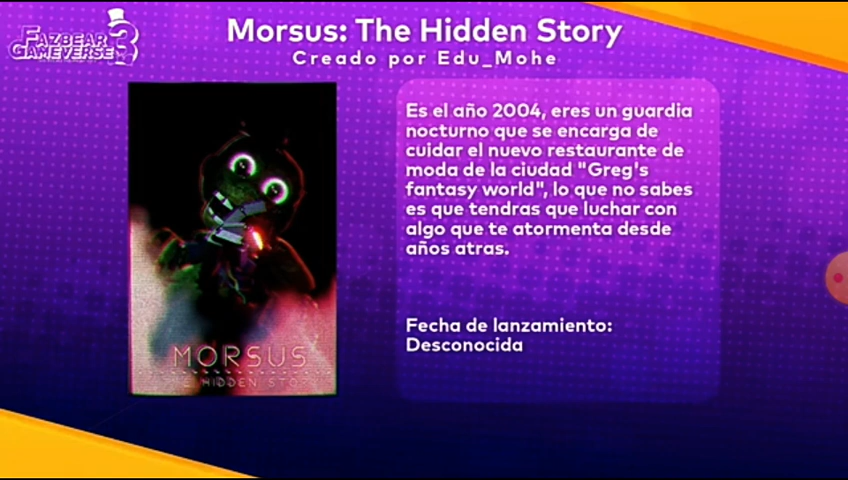 FAZBEAR
GAMEVERSE 3
Morsus: The Hidden Story
Creado por Edu_Mohe
Es el año 2004, eres un guardia
nocturno que se encarga de
cuidar el nuevo restaurante de
moda de la ciudad "Greg's
fantasy world", lo que no sabes
es que tendras que luchar con
algo que te atormenta desde
años atras.
Fecha de lanzamiento:
Desconocida
MORSUS
HIDDEN STORY